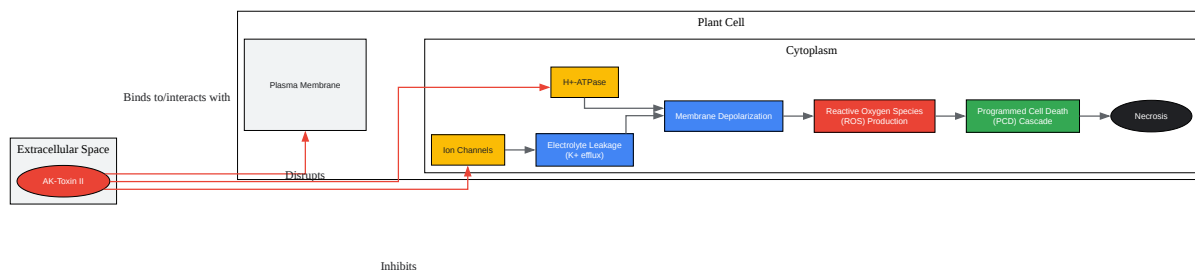 Plant Cell
Cytoplasm
Plasma Membrane
H+-ATPase
Binds to/interacts with
Membrane Depolarization
Reactive Oxygen Species
(ROS) Production
Programmed Cell Death
(PCD) Cascade
Necrosis
Extracellular Space
Ion Channels
Electrolyte Leakage
(K+ efflux)
AK-Toxin II
Disrupts
Inhibits